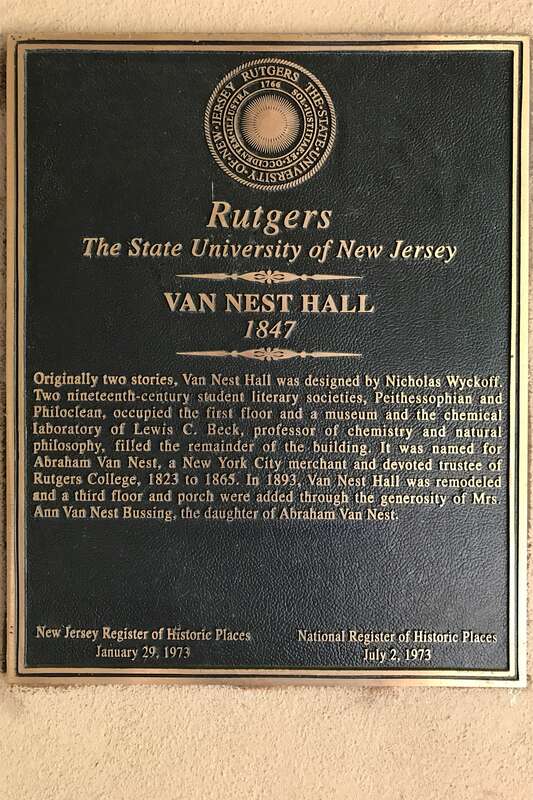 RUTGERS THE STATE UNIVERSITY OF NEW JERSEY
1766
SOL IUSTITIAE ET OCCIDENTEM ILLUSTRA
Rutgers
The State University of New Jersey
VAN NEST HALL
1847
Originally two stories, Van Nest Hall was designed by Nicholas Wyckoff.
Two nineteenth-century student literary societies, Peithessophian and
Philoclean, occupied the first floor and a museum and the chemical
laboratory of Lewis C. Beck, professor of chemistry and natural
philosophy, filled the remainder of the building. It was named for
Abraham Van Nest, a New York City merchant and devoted trustee of
Rutgers College, 1823 to 1865. In 1893, Van Nest Hall was remodeled
and a third floor and porch were added through the generosity of Mrs.
Ann Van Nest Bussing, the daughter of Abraham Van Nest.
New Jersey Register of Historic Places
January 29, 1973
National Register of Historic Places
July 2, 1973